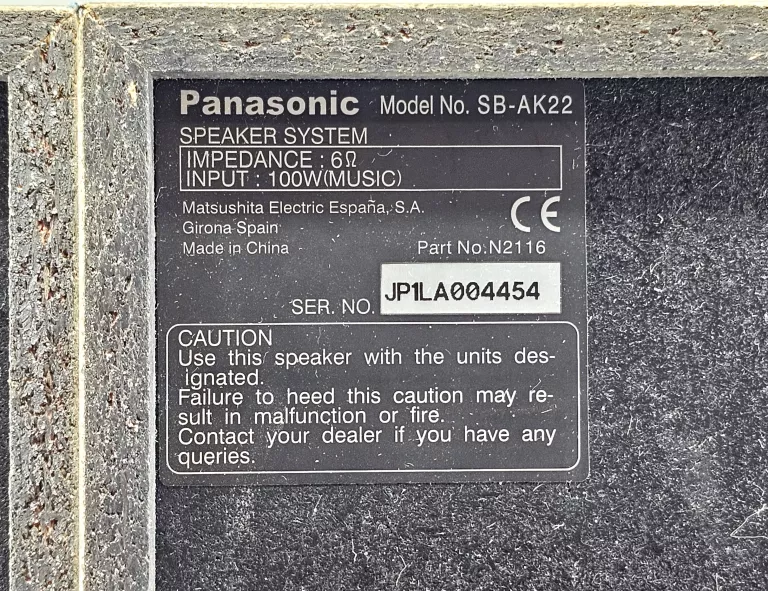 Panasonic Model No. SB-AK22
SPEAKER SYSTEM
IMPEDANCE : 6Ω
INPUT : 100W(MUSIC)
Matsushita Electric España, S.A.
Girona Spain
Made in China
CE
Part No.N2116
SER. NO. JP1LA004454
CAUTION
Use this speaker with the units des-
ignated.
Failure to heed this caution may re-
sult in malfunction or fire.
Contact your dealer if you have any
queries.